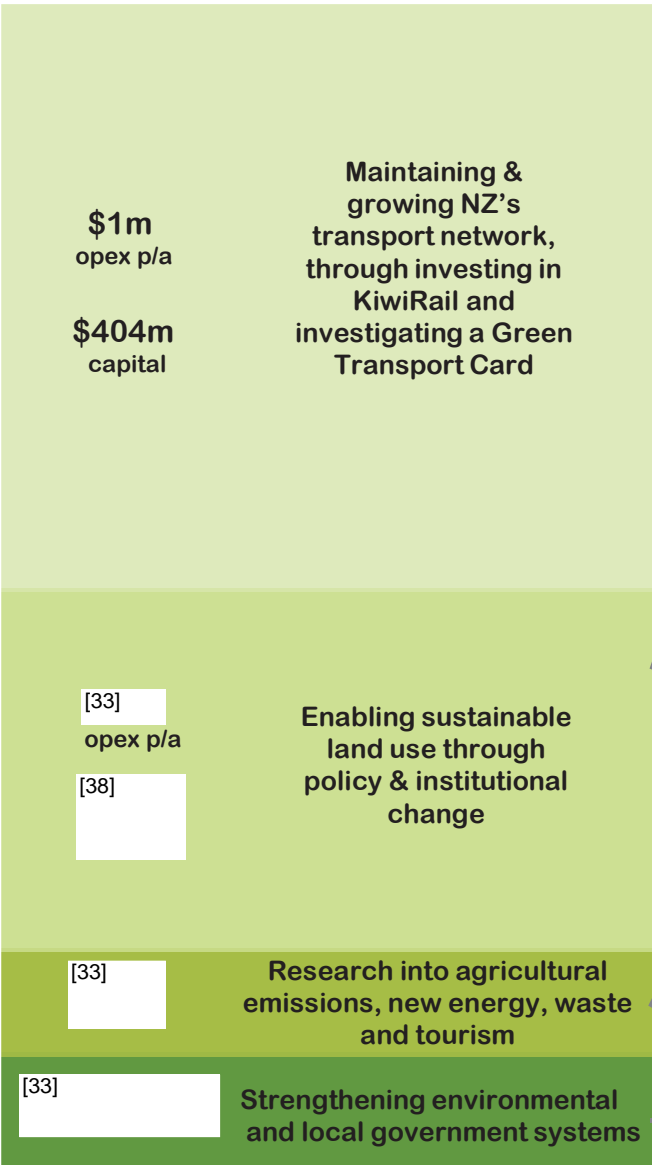 $1m
opex p/a
$404m
capital
Maintaining &
growing NZ’s
transport network,
through investing in
KiwiRail and
investigating a Green
Transport Card
[33]
opex p/a
[38]
Enabling sustainable
land use through
policy & institutional
change
[33]
Research into agricultural
emissions, new energy, waste
and tourism
[33]
Strengthening environmental
and local government systems